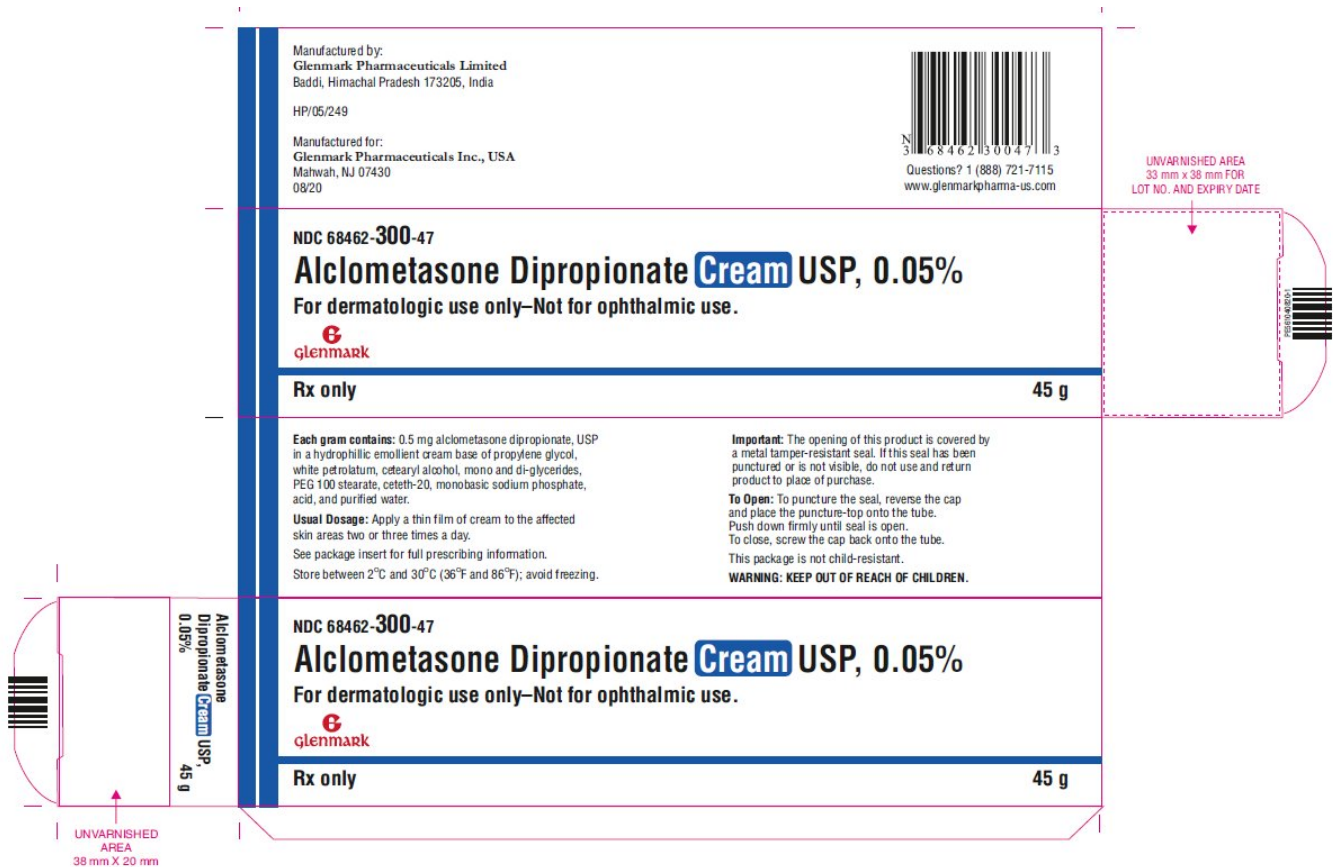 Manufactured by:
Glenmark Pharmaceuticals Limited
Baddi, Himachal Pradesh 173205, India
HP/05/249
Manufactured for:
Glenmark Pharmaceuticals Inc., USA
Mahwah, NJ 07430
08/20
N
3 68462 30047 3
Questions? 1 (888) 721-7115
www.glenmarkpharma-us.com
UNVARNISHED AREA
33 mm x 38 mm FOR
LOT NO. AND EXPIRY DATE
NDC 68462-300-47
Alclometasone Dipropionate Cream USP, 0.05%
For dermatologic use only–Not for ophthalmic use.
G
Glenmark
Rx only
45 g
Each gram contains: 0.5 mg alclometasone dipropionate, USP
in a hydrophillic emollient cream base of propylene glycol,
white petrolatum, cetearyl alcohol, mono and di-glycerides,
PEG 100 stearate, ceteth-20, monobasic sodium phosphate,
acid, and purified water.
Usual Dosage: Apply a thin film of cream to the affected
skin areas two or three times a day.
See package insert for full prescribing information.
Store between 2°C and 30°C (36°F and 86°F); avoid freezing.
Important: The opening of this product is covered by
a metal tamper-resistant seal. If this seal has been
punctured or is not visible, do not use and return
product to place of purchase.
To Open: To puncture the seal, reverse the cap
and place the puncture-top onto the tube.
Push down firmly until seal is open.
To close, screw the cap back onto the tube.
This package is not child-resistant.
WARNING: KEEP OUT OF REACH OF CHILDREN.
NDC 68462-300-47
Alclometasone Dipropionate Cream USP, 0.05%
For dermatologic use only–Not for ophthalmic use.
G
Glenmark
Rx only
45 g
Alclometasone
Dipropionate Cream USP,
0.05%
45 g
UNVARNISHED
AREA
38 mm X 20 mm